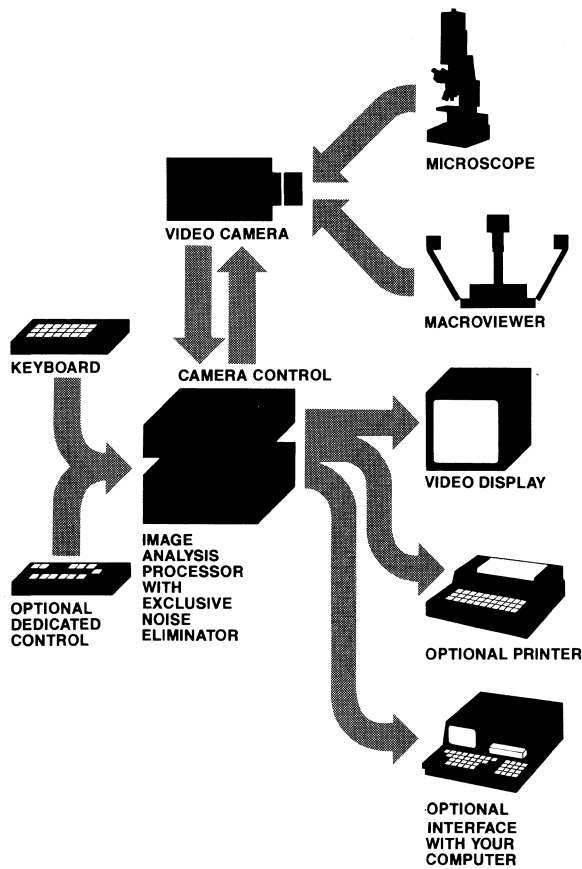 MICROSCOPE
VIDEO CAMERA
MACROVIEWER
KEYBOARD
CAMERA CONTROL
VIDEO DISPLAY
IMAGE
ANALYSIS
PROCESSOR
WITH
EXCLUSIVE
NOISE
ELIMINATOR
OPTIONAL
DEDICATED
CONTROL
OPTIONAL PRINTER
OPTIONAL
INTERFACE
WITH YOUR
COMPUTER